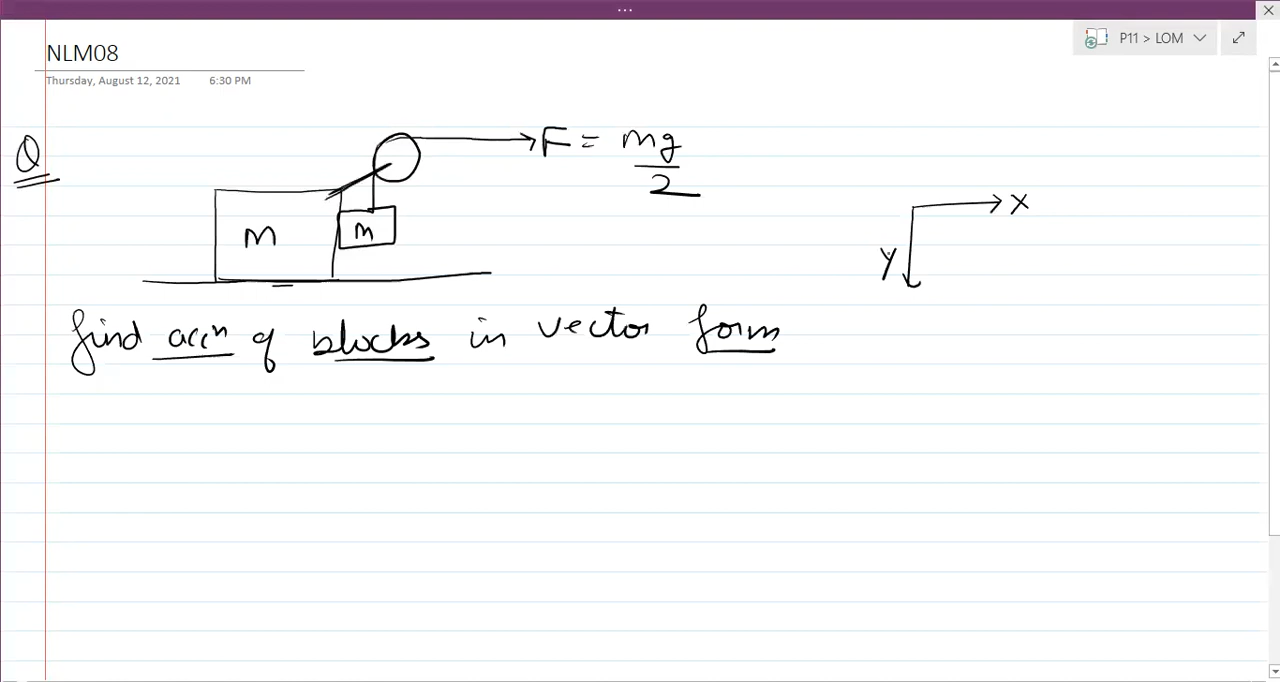 NLM08
Thursday, August 12, 2021 6:30 PM
P11 > LOM
Q
F = mg/2
m
m
x
y
find accn of blocks in vector form